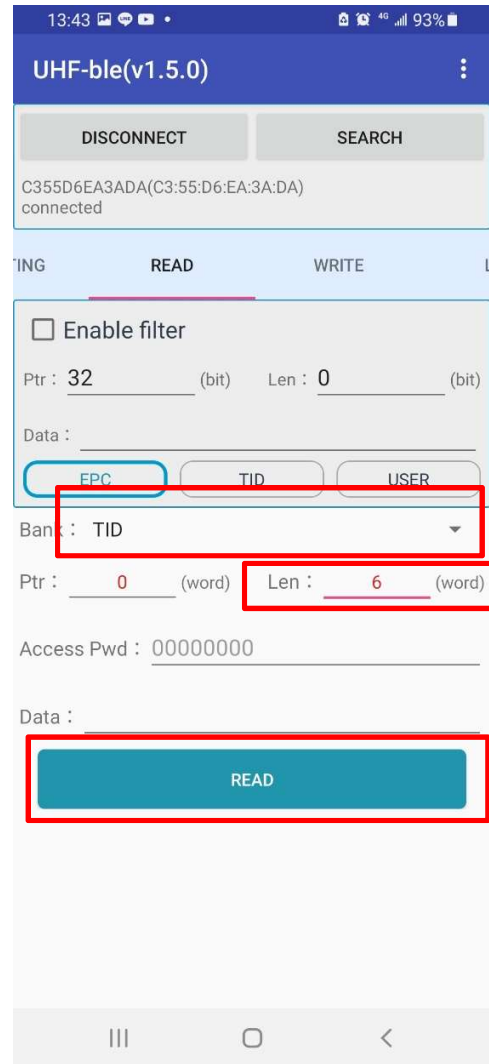 13:43 93%
UHF-ble(v1.5.0)
DISCONNECT SEARCH
C355D6EA3ADA(C3:55:D6:EA:3A:DA)
connected
TING READ WRITE L
Enable filter
Ptr : 32 (bit) Len : 0 (bit)
Data :
EPC TID USER
Bank : TID
Ptr : 0 (word) Len : 6 (word)
Access Pwd : 00000000
Data :
READ